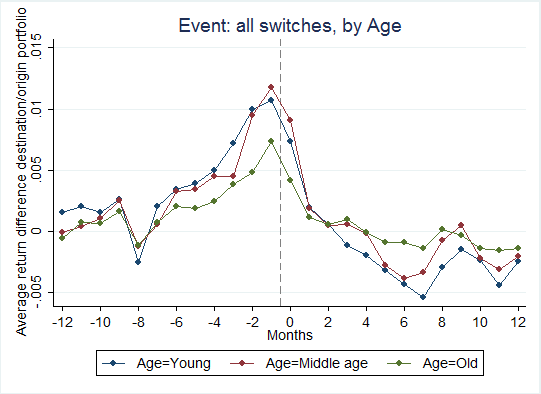 Event: all switches, by Age
Average return difference destination/origin portfolio
.015
.01
.005
0
-.005
-12 -10 -8 -6 -4 -2 0 2 4 6 8 10 12
Months
Age=Young Age=Middle age Age=Old